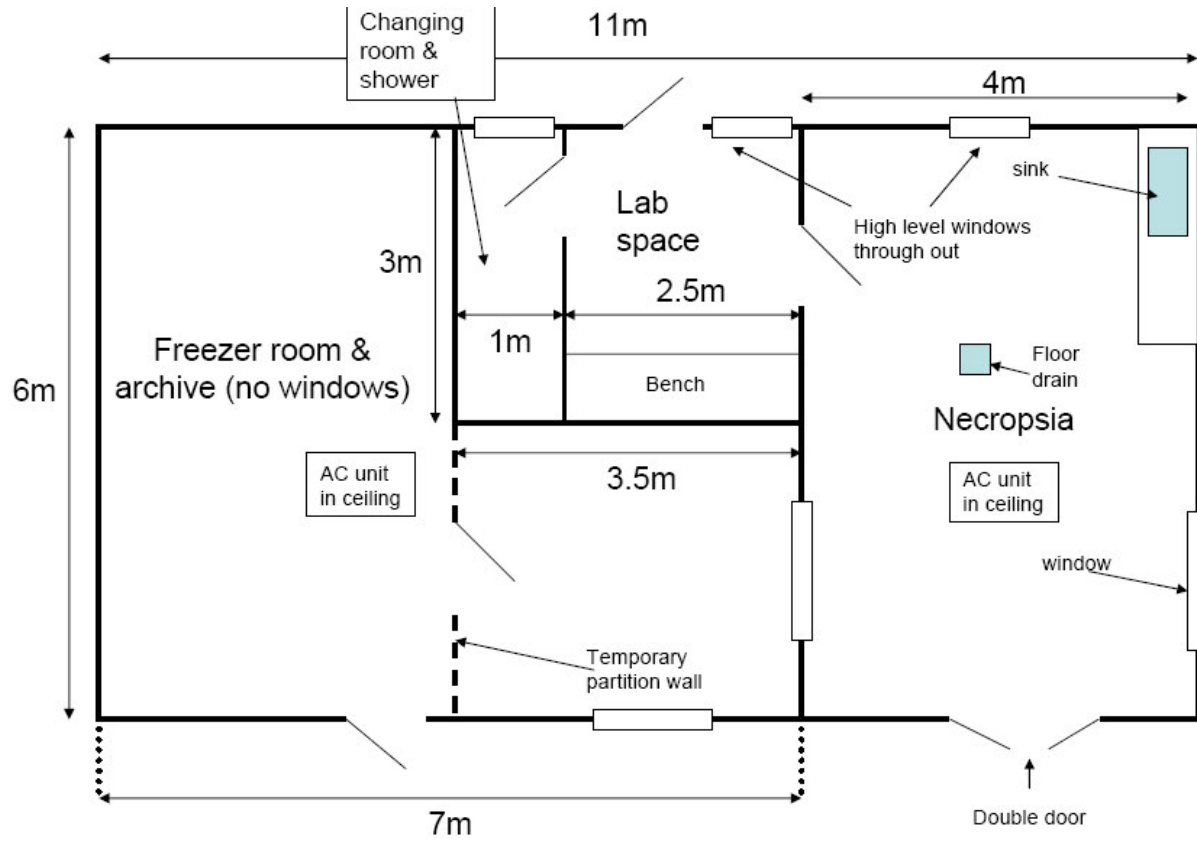 Changing
room &
shower
11m
4m
sink
Lab
space
High level windows
through out
3m
2.5m
1m
Freezer room &
archive (no windows)
Floor
drain
Bench
6m
Necropsia
AC unit
in ceiling
3.5m
AC unit
in ceiling
window
Temporary
partition wall
7m
Double door